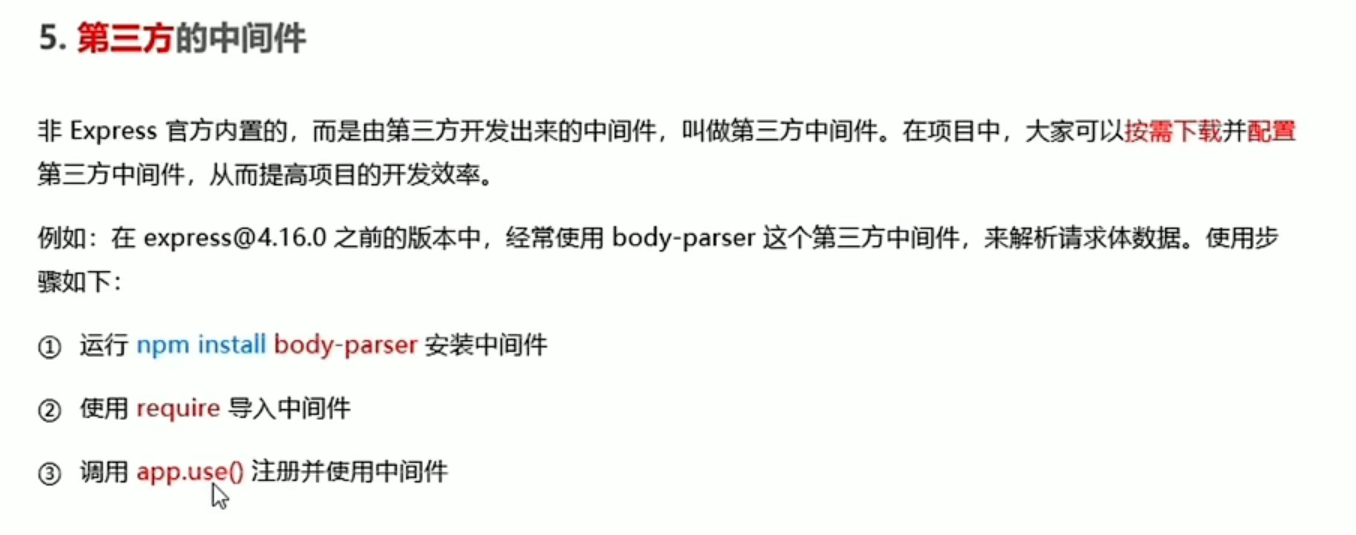 5. 第三方的中间件
非 Express 官方内置的，而是由第三方开发出来的中间件，叫做第三方中间件。在项目中，大家可以按需下载并配置
第三方中间件，从而提高项目的开发效率。
例如：在 express@4.16.0 之前的版本中，经常使用 body-parser 这个第三方中间件，来解析请求体数据。使用步
骤如下：
① 运行 npm install body-parser 安装中间件
② 使用 require 导入中间件
③ 调用 app.use() 注册并使用中间件